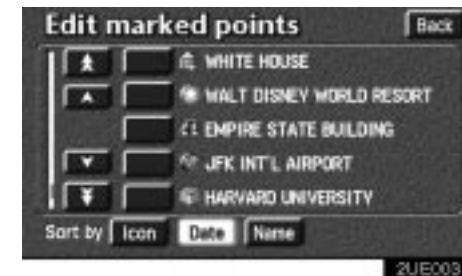 Edit marked points Back
WHITE HOUSE
WALT DISNEY WORLD RESORT
EMPIRE STATE BUILDING
JFK INT'L AIRPORT
HARVARD UNIVERSITY
Sort by Icon Date Name
2UE003